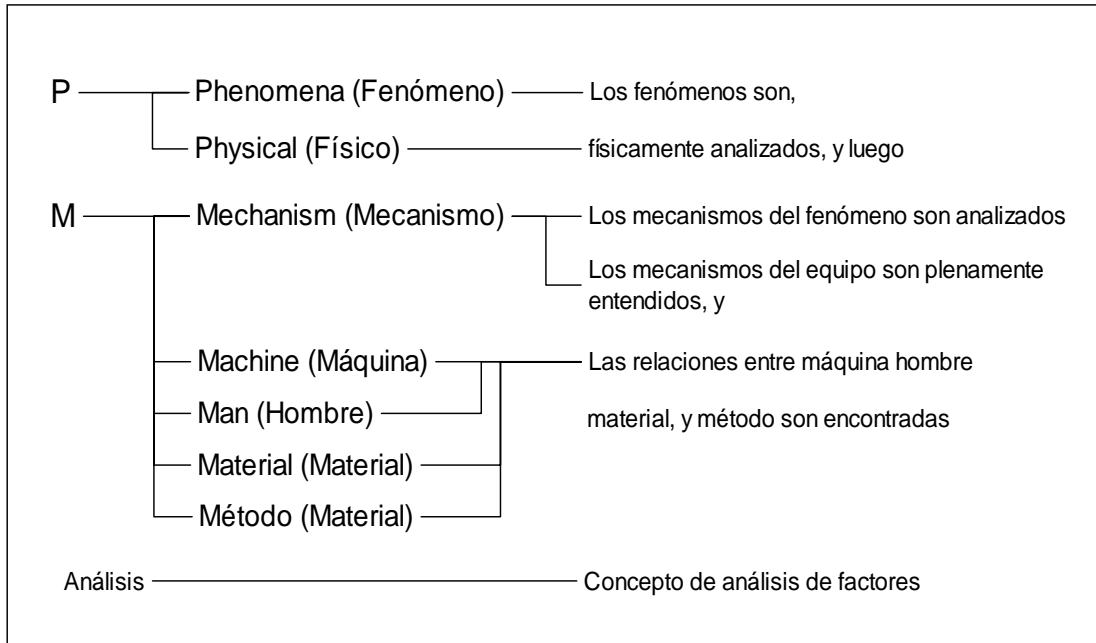 P Phenomena (Fenómeno) Los fenómenos son,
Physical (Físico) físicamente analizados, y luego
M Mechanism (Mecanismo) Los mecanismos del fenómeno son analizados
Los mecanismos del equipo son plenamente
entendidos, y
Machine (Máquina) Las relaciones entre máquina hombre
Man (Hombre) material, y método son encontradas
Material (Material)
Método (Material)
Análisis Concepto de análisis de factores